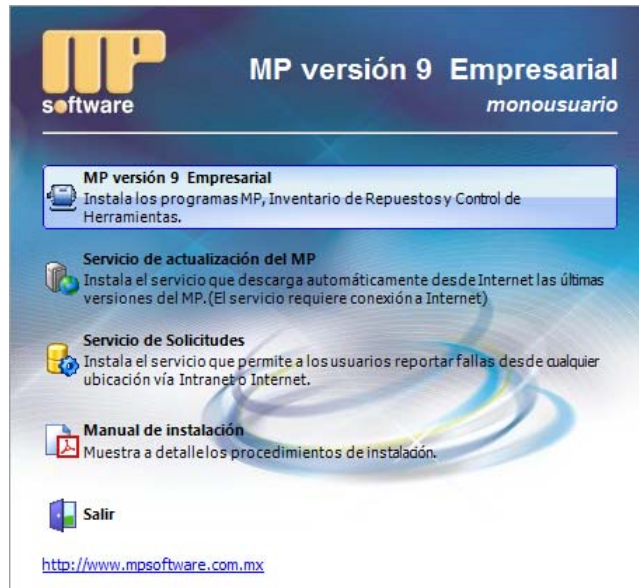 MP
software
MP versión 9 Empresarial
monousuario
MP versión 9 Empresarial
Instala los programas MP, Inventario de Repuestos y Control de
Herramientas.
Servicio de actualización del MP
Instala el servicio que descarga automáticamente desde Internet las últimas
versiones del MP.(El servicio requiere conexión a Internet)
Servicio de Solicitudes
Instala el servicio que permite a los usuarios reportar fallas desde cualquier
ubicación vía Intranet o Internet.
Manual de instalación
Muestra a detalle los procedimientos de instalación.
Salir
http://www.mpsoftware.com.mx